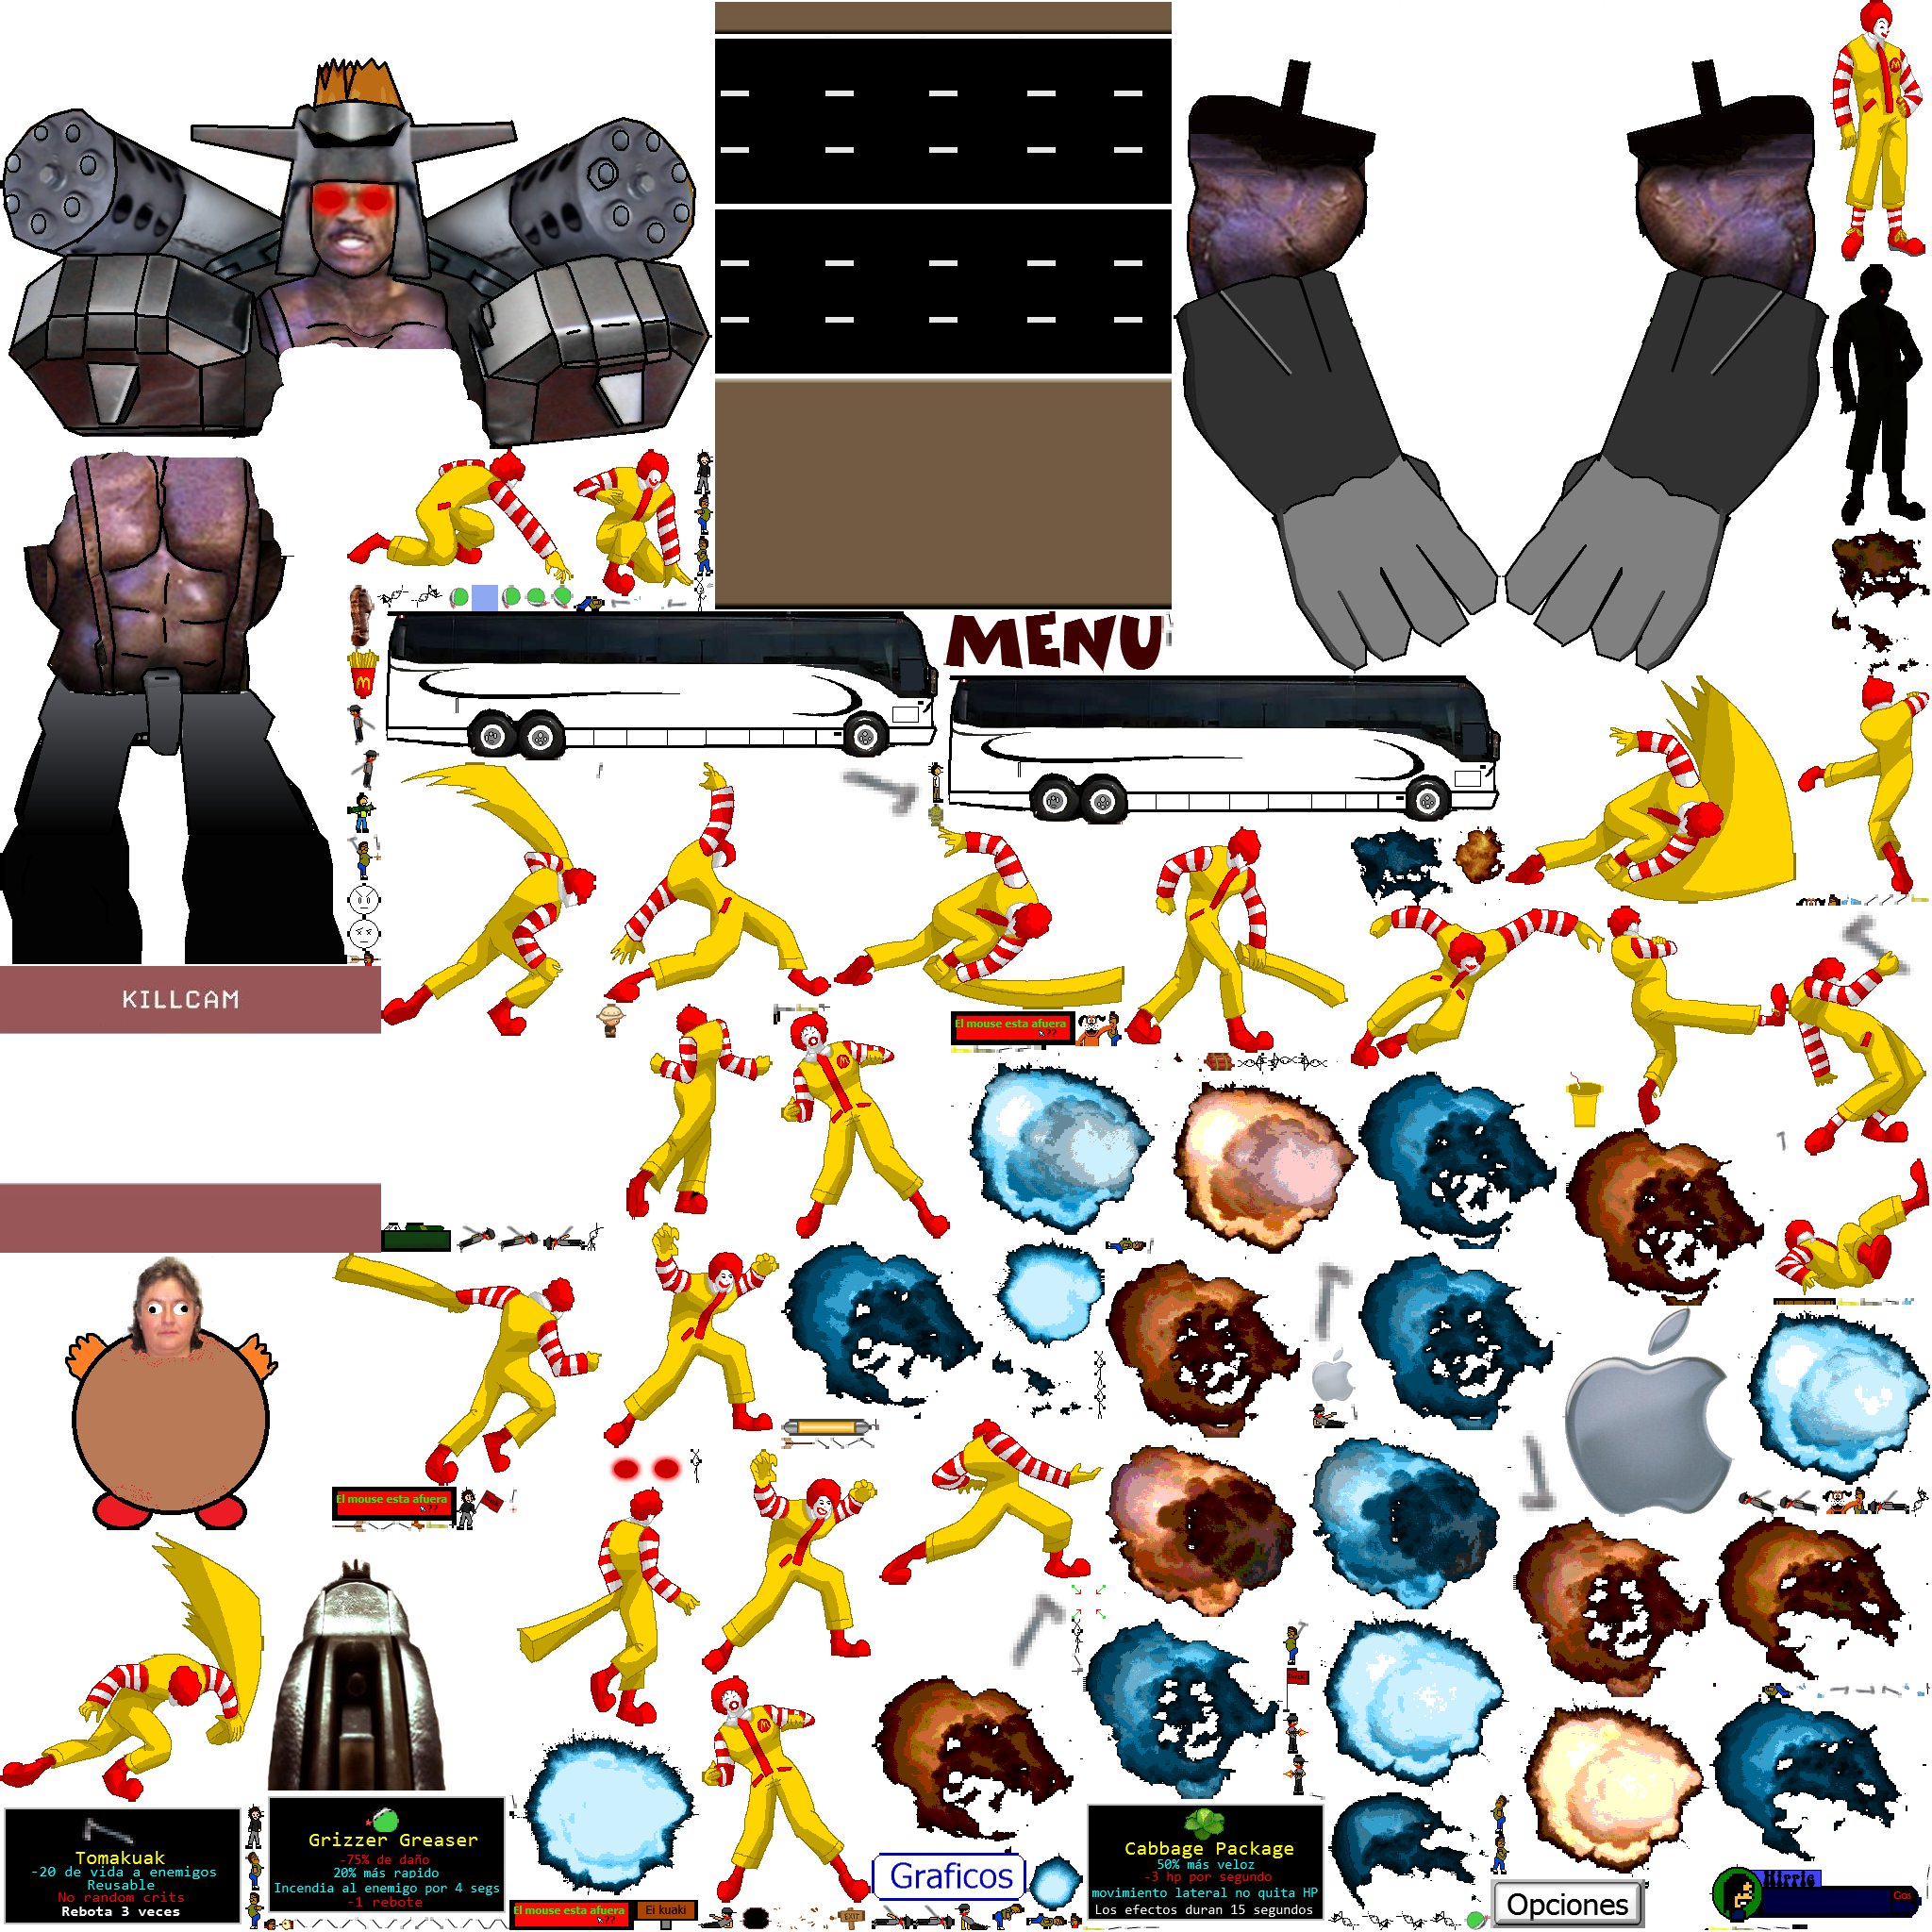 MENU
KILLCAM
El mouse esta afuera
??
El mouse esta afuera
??
Tomakuak
-20 de vida a enemigos
Reusable
No random crits
Rebota 3 veces
Grizzer Greaser
-75% de daño
20% más rapido
Incendia al enemigo por 4 segs
-1 rebote
El mouse esta afuera
??
Ei kuaki
Graficos
EXIT
Cabbage Package
50% más veloz
-3 hp por segundo
movimiento lateral no quita HP
Los efectos duran 15 segundos
Opciones
Gas